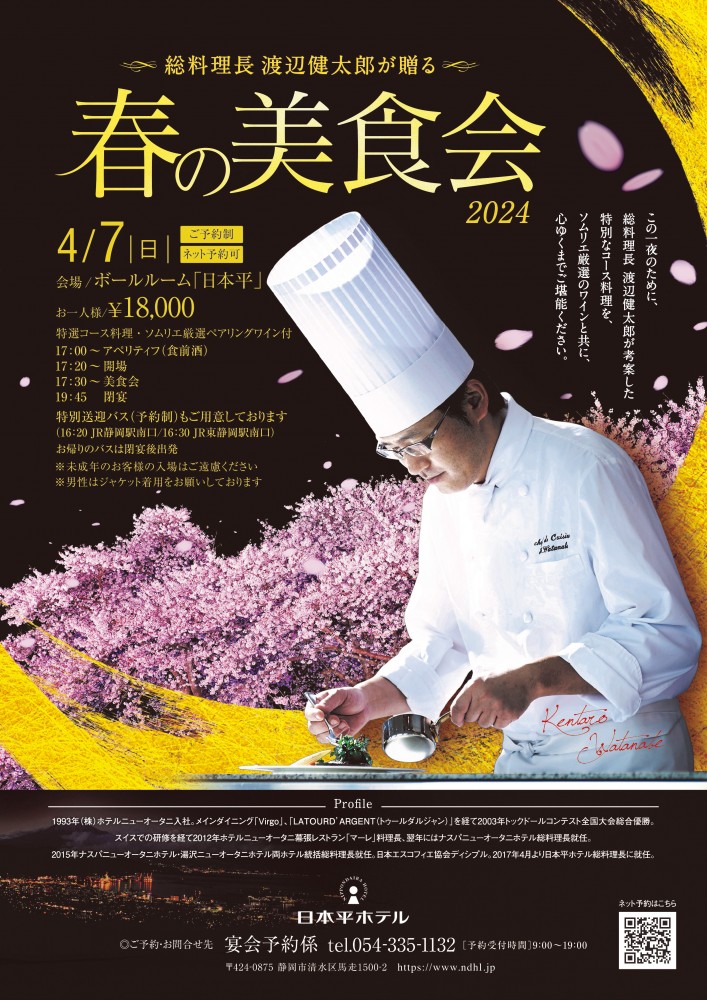 総料理長 渡辺健太郎が贈る
春の美食会
2024
4/7|日|
ご予約制
ネット予約可
会場/ボールルーム「日本平」
お一人様/¥18,000
特選コース料理・ソムリエ厳選ペアリングワイン付
17:00～アペリティフ(食前酒)
17:20～開場
17:30～美食会
19:45 閉宴
特別送迎バス(予約制)もご用意しております
(16:20 JR静岡駅南口/16:30 JR東静岡駅南口)
お帰りのバスは閉宴後出発
※未成年のお客様の入場はご遠慮ください
※男性はジャケット着用をお願いしております
この一夜のために、
総料理長 渡辺健太郎が考案した
特別なコース料理を、
ソムリエ厳選のワインと共に、
心ゆくまでご堪能ください。
Kentaro
Watanabe
Profile
1993年(株)ホテルニューオータニ入社。メインダイニング「Virgo」、「LATOURD'ARGENT(トゥールダルジャン)」を経て2003年トックドールコンテスト全国大会総合優勝。
スイスでの研修を経て2012年ホテルニューオータニ幕張レストラン「マーレ」料理長、翌年にはナスパニューオータニホテル総料理長就任。
2015年ナスパニューオータニホテル・湯沢ニューオータニホテル両ホテル統括総料理長就任。日本エスコフィエ協会ディシプル。2017年4月より日本平ホテル総料理長に就任。
NIPPONDAIRA HOTEL
日本平ホテル
◎ご予約・お問合せ先 宴会予約係 tel.054-335-1132 [予約受付時間]9:00～19:00
〒424-0875 静岡市清水区馬走1500-2 https://www.ndhl.jp
ネット予約はこちら